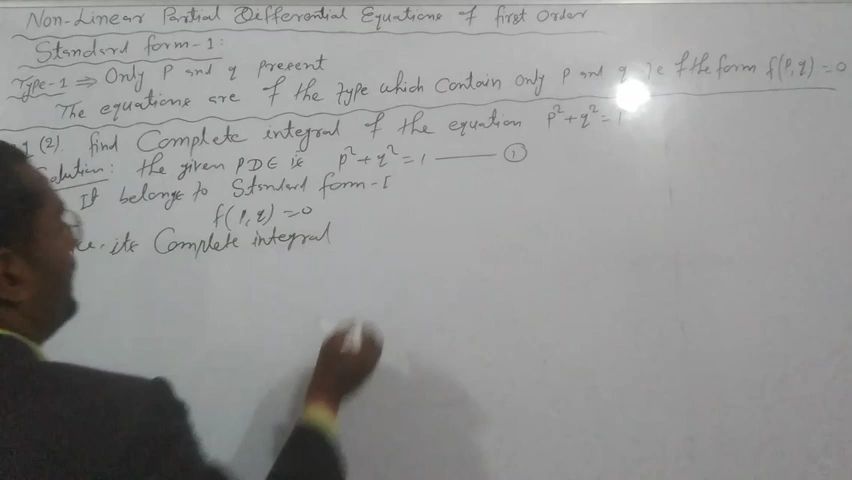 Non-Linear Partial Differential Equations of first Order
Standard form-1:
Type-1 ⇒ Only P and q present
The equations are of the type which contain only p and q ie of the form f(p, q) = 0
(2). find Complete integral of the equation p² + q² = 1
Solution: the given PDE is p² + q² = 1 —— ①
It belongs to Standard form-I
f(p, q) = 0
its Complete integral